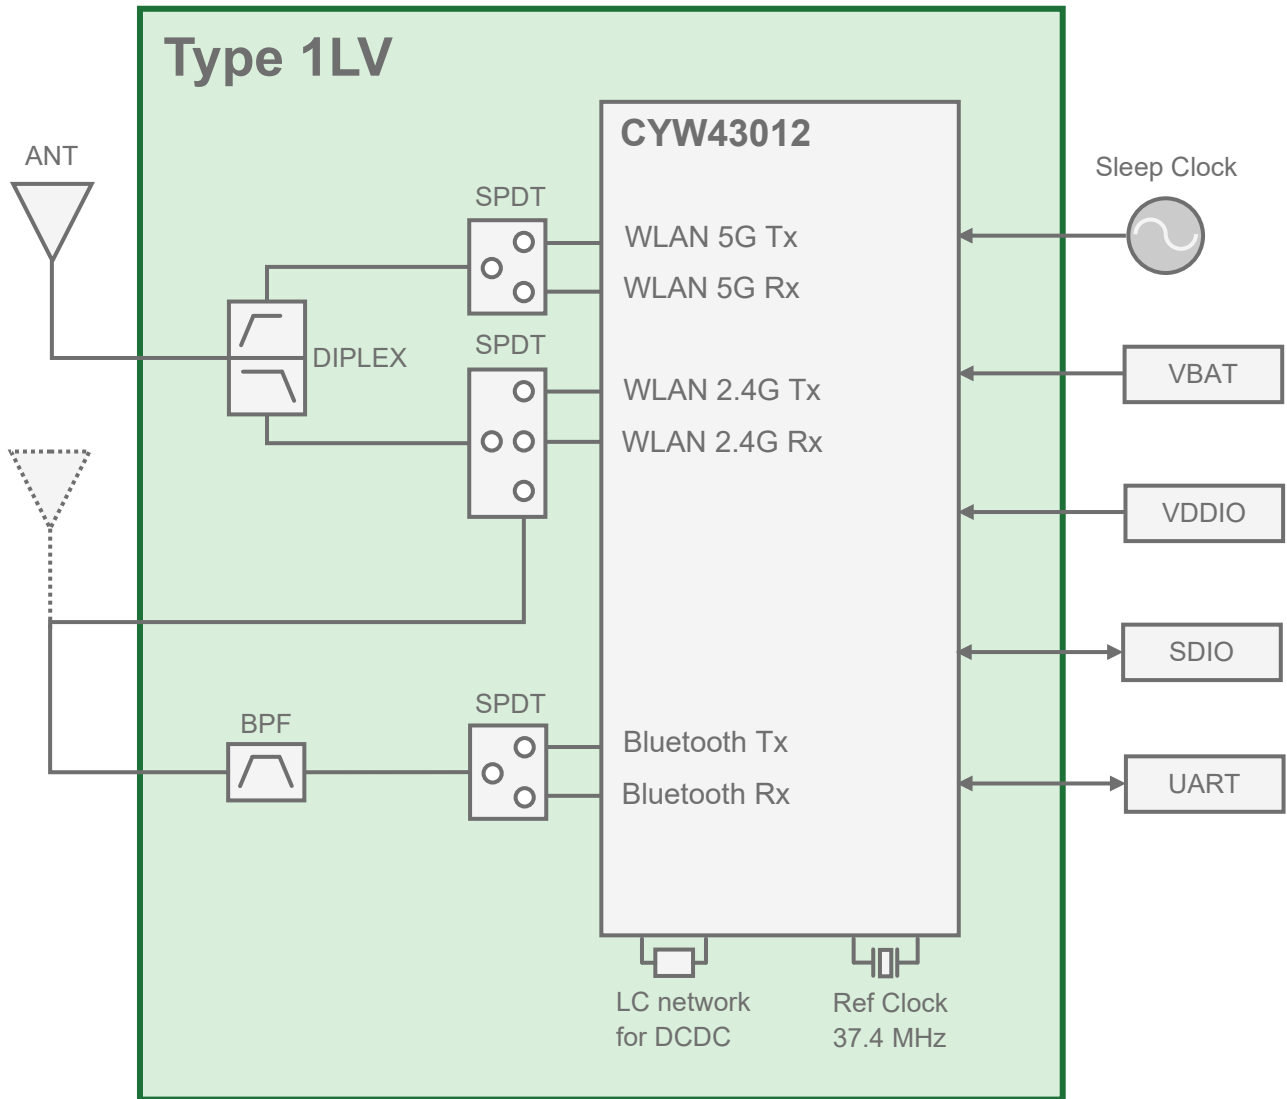 Type 1LV
CYW43012
ANT
Sleep Clock
SPDT
WLAN 5G Tx
WLAN 5G Rx
SPDT
DIPLEX
VBAT
WLAN 2.4G Tx
WLAN 2.4G Rx
VDDIO
SDIO
SPDT
BPF
Bluetooth Tx
Bluetooth Rx
UART
LC network
for DCDC
Ref Clock
37.4 MHz